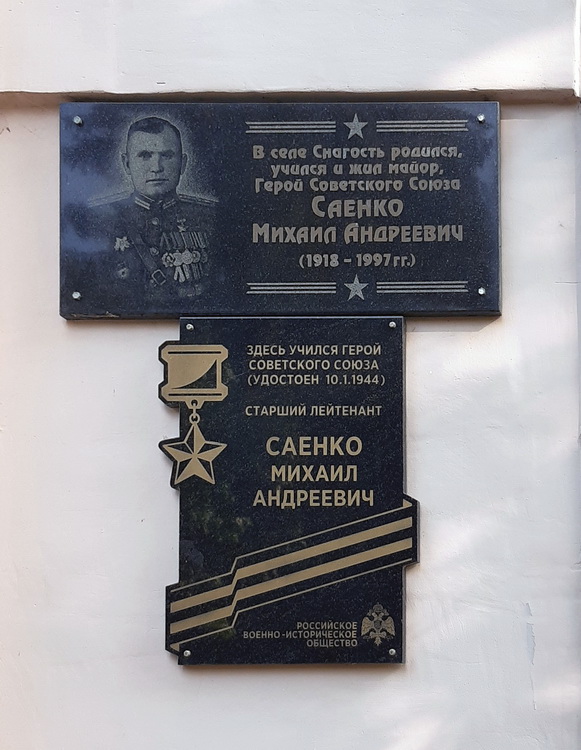 В селе Снагость родился,
учился и жил майор,
Герой Советского Союза
САЕНКО
МИХАИЛ АНДРЕЕВИЧ
(1918 - 1997 гг.)
ЗДЕСЬ УЧИЛСЯ ГЕРОЙ
СОВЕТСКОГО СОЮЗА
(УДОСТОЕН 10.1.1944)
СТАРШИЙ ЛЕЙТЕНАНТ
САЕНКО
МИХАИЛ
АНДРЕЕВИЧ
РОССИЙСКОЕ
ВОЕННО-ИСТОРИЧЕСКОЕ
ОБЩЕСТВО